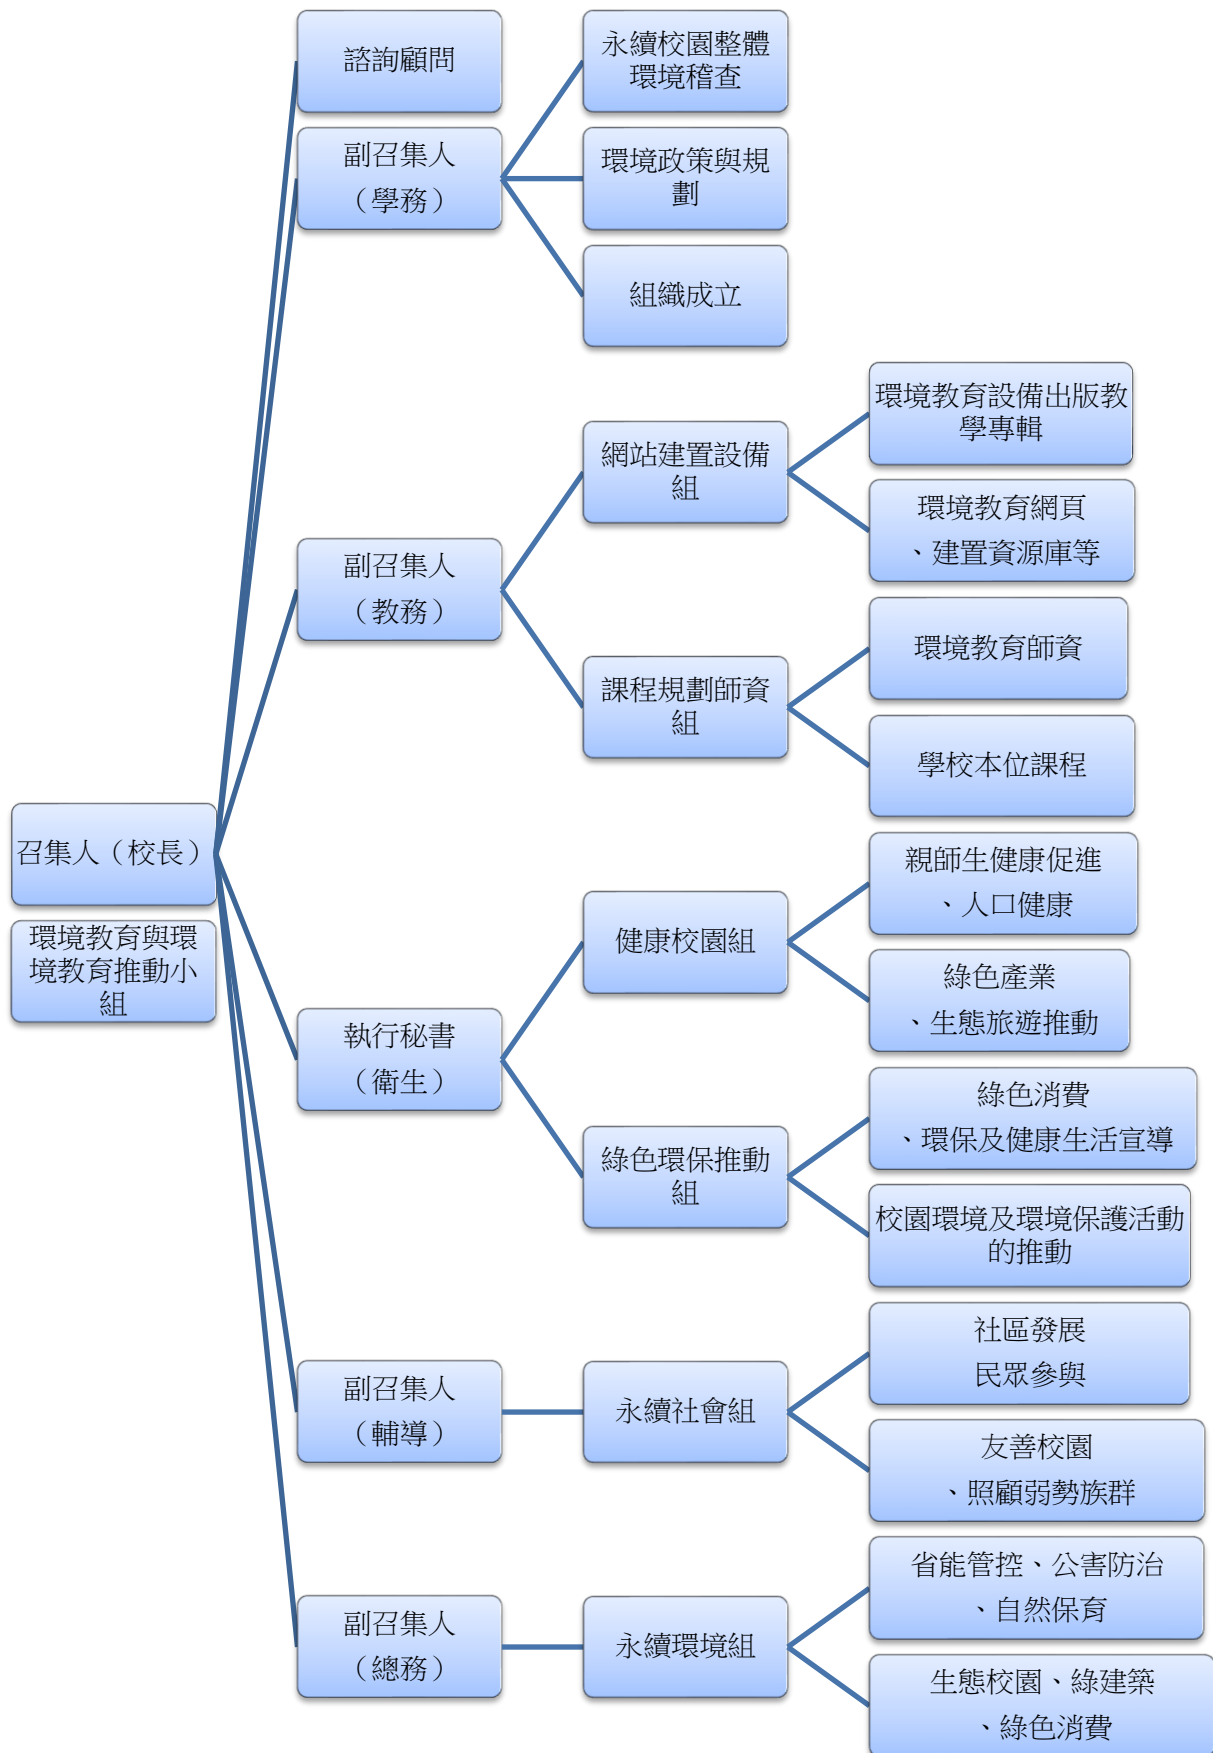 諮詢顧問
永續校園整體
環境稽查
副召集人
（學務）
環境政策與規
劃
組織成立
環境教育設備出版教
學專輯
網站建置設備
組
環境教育網頁
、建置資源庫等
副召集人
（教務）
環境教育師資
課程規劃師資
組
學校本位課程
召集人（校長）
環境教育與環
境教育推動小
組
親師生健康促進
、人口健康
健康校園組
綠色產業
、生態旅遊推動
執行秘書
（衛生）
綠色消費
、環保及健康生活宣導
綠色環保推動
組
校園環境及環境保護活動
的推動
社區發展
民眾參與
副召集人
（輔導）
永續社會組
友善校園
、照顧弱勢族群
省能管控、公害防治
、自然保育
副召集人
（總務）
永續環境組
生態校園、綠建築
、綠色消費